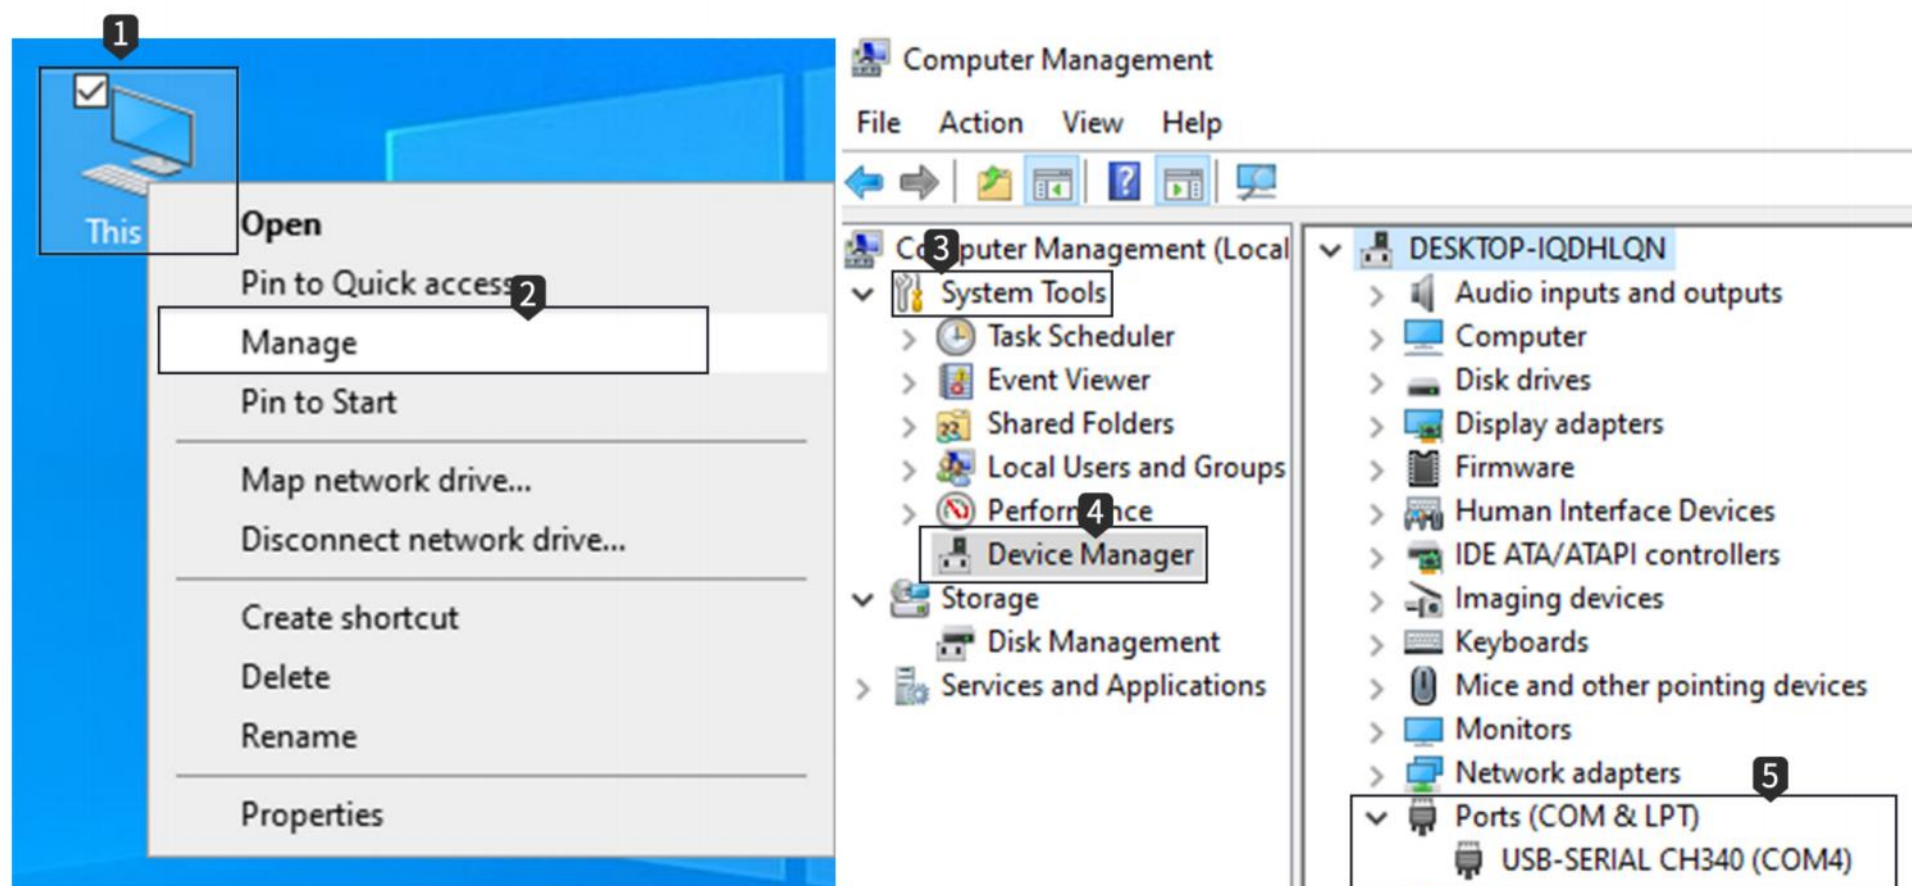 1
This
Open
Pin to Quick access
2
Manage
Pin to Start
Map network drive...
Disconnect network drive...
Create shortcut
Delete
Rename
Properties
Computer Management
File Action View Help
3
Computer Management (Local
System Tools
Task Scheduler
Event Viewer
Shared Folders
Local Users and Groups
Performance
4
Device Manager
Storage
Disk Management
Services and Applications
DESKTOP-IQDHLQN
Audio inputs and outputs
Computer
Disk drives
Display adapters
Firmware
Human Interface Devices
IDE ATA/ATAPI controllers
Imaging devices
Keyboards
Mice and other pointing devices
Monitors
Network adapters
5
Ports (COM & LPT)
USB-SERIAL CH340 (COM4)